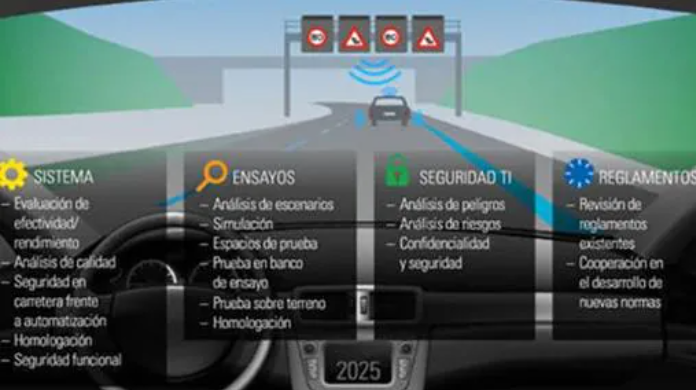 80
80
SISTEMA
– Evaluación de
efectividad/
rendimiento
– Análisis de calidad
– Seguridad en
carretera frente
a automatización
– Homologación
– Seguridad funcional
ENSAYOS
– Análisis de escenarios
– Simulación
– Espacios de prueba
– Prueba en banco
de ensayo
– Prueba sobre terreno
– Homologación
SEGURIDAD TI
– Análisis de peligros
– Análisis de riesgos
– Confidencialidad
y seguridad
REGLAMENTOS
– Revisión de
reglamentos
existentes
– Cooperación en
el desarrollo de
nuevas normas
2025